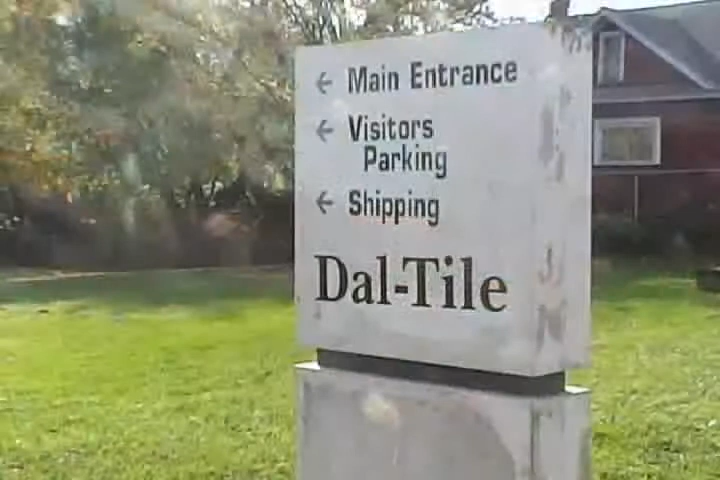 ← Main Entrance
← Visitors
Parking
← Shipping
Dal-Tile